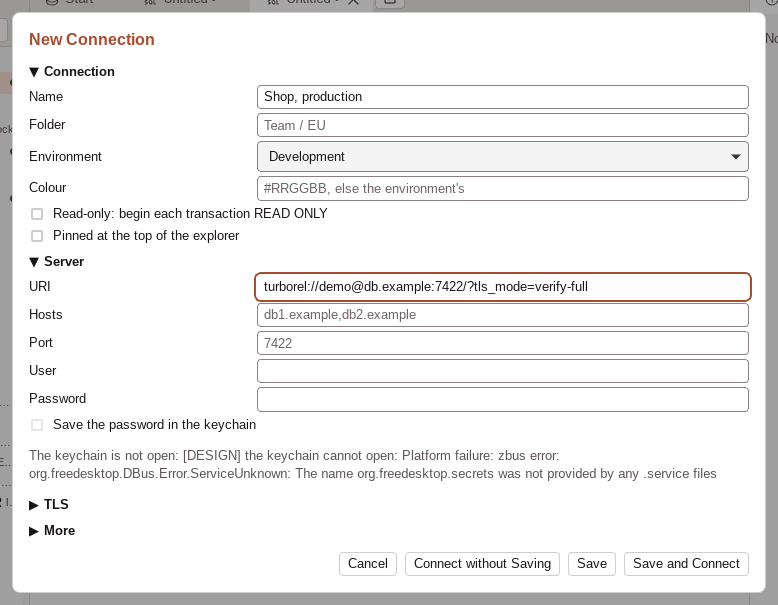 Start
Untitled
Untitled
New Connection
▼ Connection
Name
Shop, production
Folder
Team / EU
Environment
Development
Colour
#RRGGBB, else the environment's
Read-only: begin each transaction READ ONLY
Pinned at the top of the explorer
▼ Server
URI
turborel://demo@db.example:7422/?tls_mode=verify-full
Hosts
db1.example,db2.example
Port
7422
User
Password
Save the password in the keychain
The keychain is not open: [DESIGN] the keychain cannot open: Platform failure: zbus error:
org.freedesktop.DBus.Error.ServiceUnknown: The name org.freedesktop.secrets was not provided by any .service files
▶ TLS
▶ More
Cancel
Connect without Saving
Save
Save and Connect